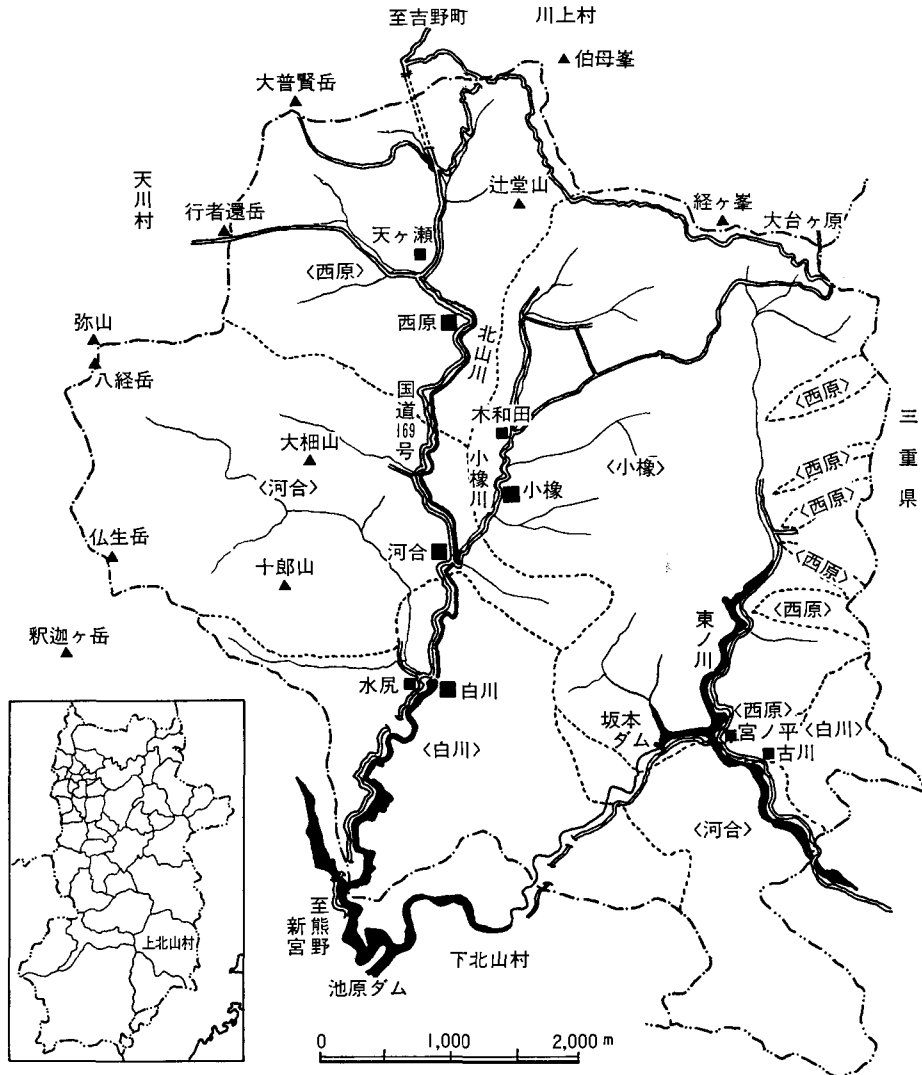 至吉野町
川上村
▲伯母峯
大普賢岳
天川村
行者還岳
辻堂山
経ヶ峯
大台ヶ原
天ヶ瀬
〈西原〉
西原
北山川
弥山
八経岳
国道169号
木和田
〈西原〉
三重県
大栂山
小橡川
〈小橡〉
〈西原〉
〈河合〉
小橡
〈西原〉
仏生岳
河合
〈西原〉
十郎山
〈西原〉
東ノ川
釈迦ヶ岳
水尻
白川
〈西原〉
坂本ダム
宮ノ平
〈白川〉
古川
〈白川〉
〈河合〉
至熊野新宮
下北山村
池原ダム
上北山村
0 1,000 2,000 m